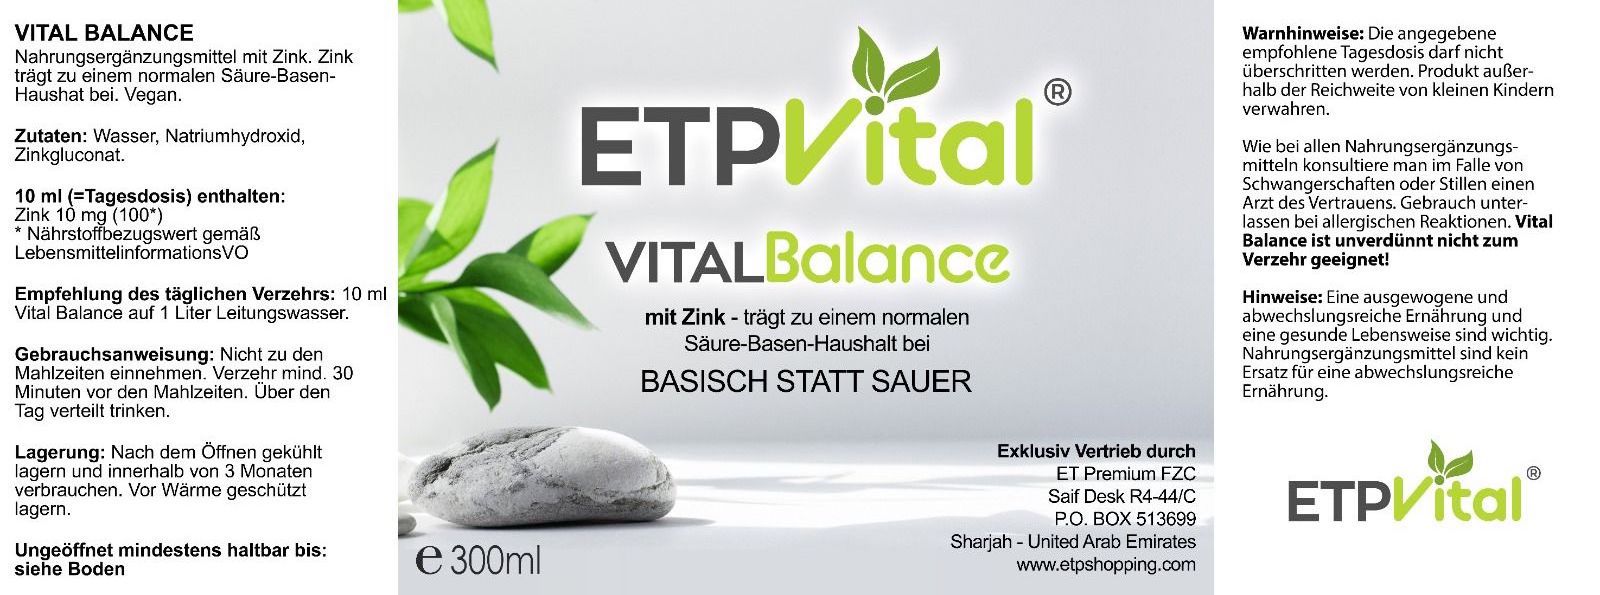 VITAL BALANCE
Nahrungsergänzungsmittel mit Zink. Zink
trägt zu einem normalen Säure-Basen-
Haushat bei. Vegan.
Zutaten: Wasser, Natriumhydroxid,
Zinkgluconat.
10 ml (=Tagesdosis) enthalten:
Zink 10 mg (100*)
* Nährstoffbezugswert gemäß
LebensmittelinformationsVO
Empfehlung des täglichen Verzehrs: 10 ml
Vital Balance auf 1 Liter Leitungswasser.
Gebrauchsanweisung: Nicht zu den
Mahlzeiten einnehmen. Verzehr mind. 30
Minuten vor den Mahlzeiten. Über den
Tag verteilt trinken.
Lagerung: Nach dem Öffnen gekühlt
lagern und innerhalb von 3 Monaten
verbrauchen. Vor Wärme geschützt
lagern.
Ungeöffnet mindestens haltbar bis:
siehe Boden
ETPVital®
VITALBalance
mit Zink - trägt zu einem normalen
Säure-Basen-Haushalt bei
BASISCH STATT SAUER
Exklusiv Vertrieb durch
ET Premium FZC
Saif Desk R4-44/C
P.O. BOX 513699
Sharjah - United Arab Emirates
www.etpshopping.com
℮ 300ml
Warnhinweise: Die angegebene
empfohlene Tagesdosis darf nicht
überschritten werden. Produkt außer-
halb der Reichweite von kleinen Kindern
verwahren.
Wie bei allen Nahrungsergänzungs-
mitteln konsultiere man im Falle von
Schwangerschaften oder Stillen einen
Arzt des Vertrauens. Gebrauch unter-
lassen bei allergischen Reaktionen. Vital
Balance ist unverdünnt nicht zum
Verzehr geeignet!
Hinweise: Eine ausgewogene und
abwechslungsreiche Ernährung und
eine gesunde Lebensweise sind wichtig.
Nahrungsergänzungsmittel sind kein
Ersatz für eine abwechslungsreiche
Ernährung.
ETPVital®